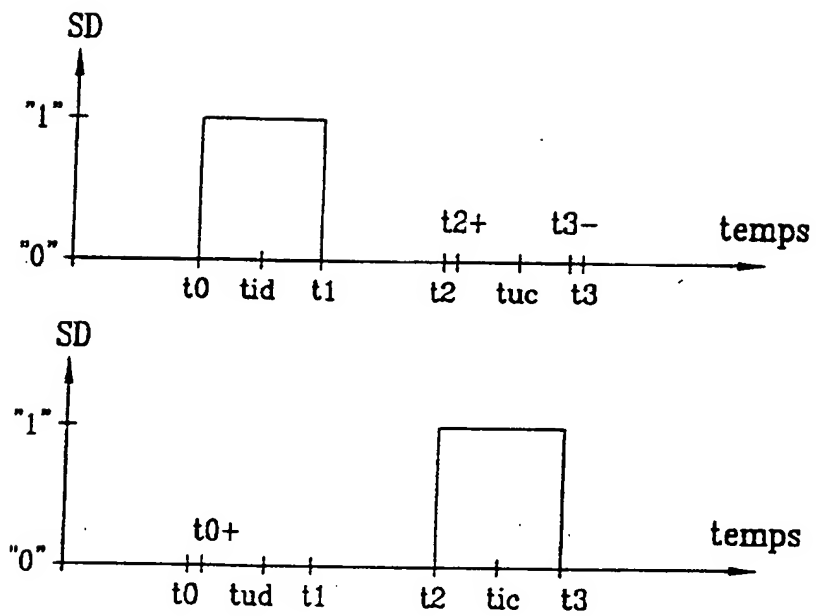 SD
"1"
t2+ t3-
temps
"0"
t0 tid t1 t2 tuc t3
SD
"1"
t0+
temps
"0"
t0 tud t1 t2 tic t3